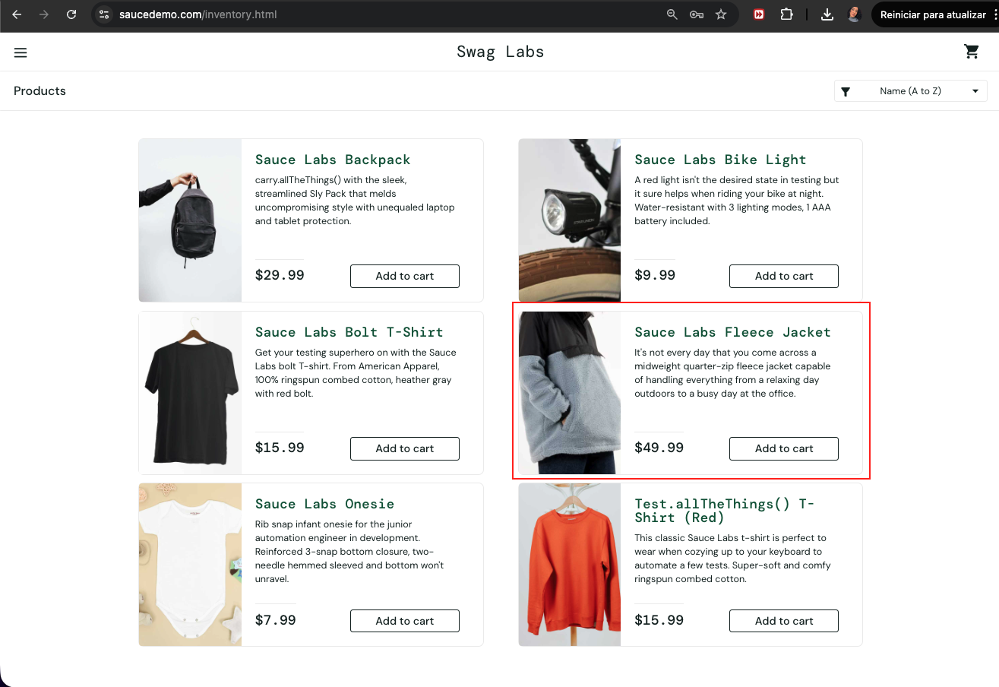 saucedemo.com/inventory.html
Reiniciar para atualizar
Swag Labs
Products
Name (A to Z)
Sauce Labs Backpack
carry.allTheThings() with the sleek,
streamlined Sly Pack that melds
uncompromising style with unequaled laptop
and tablet protection.
$29.99
Add to cart
Sauce Labs Bike Light
A red light isn't the desired state in testing but
it sure helps when riding your bike at night.
Water-resistant with 3 lighting modes, 1 AAA
battery included.
$9.99
Add to cart
Sauce Labs Bolt T-Shirt
Get your testing superhero on with the Sauce
Labs bolt T-shirt. From American Apparel,
100% ringspun combed cotton, heather gray
with red bolt.
$15.99
Add to cart
Sauce Labs Fleece Jacket
It's not every day that you come across a
midweight quarter-zip fleece jacket capable
of handling everything from a relaxing day
outdoors to a busy day at the office.
$49.99
Add to cart
Sauce Labs Onesie
Rib snap infant onesie for the junior
automation engineer in development.
Reinforced 3-snap bottom closure, two-
needle hemmed sleeved and bottom won't
unravel.
$7.99
Add to cart
Test.allTheThings() T-
Shirt (Red)
This classic Sauce Labs t-shirt is perfect to
wear when cozying up to your keyboard to
automate a few tests. Super-soft and comfy
ringspun combed cotton.
$15.99
Add to cart